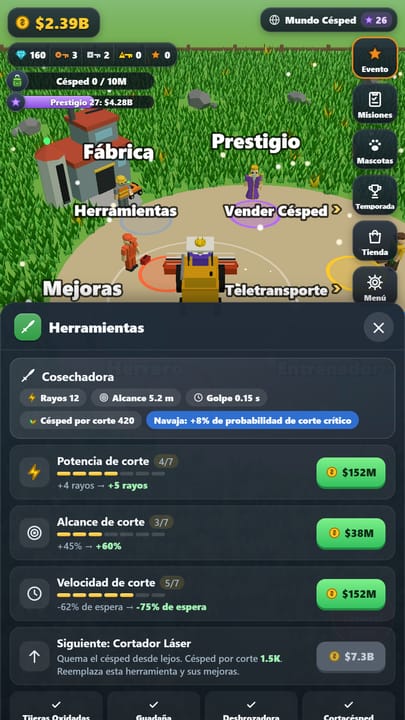 $2.39B
Mundo Césped ★ 26
160 3 2 0 0
Evento
Césped 0 / 10M
Prestigio 27: $4.28B
Misiones
Prestigio
Fábrica
Mascotas
Herramientas
Vender Césped >
Temporada
Tienda
Mejoras
Teletransporte >
Menú
Herramientas
Cosechadora
Rayos 12
Alcance 5.2 m
Golpe 0.15 s
Césped por corte 420
Navaja: +8% de probabilidad de corte crítico
Potencia de corte 4/7
+4 rayos → +5 rayos
$152M
Alcance de corte 3/7
+45% → +60%
$38M
Velocidad de corte 5/7
-62% de espera → -75% de espera
$152M
Siguiente: Cortador Láser
Quema el césped desde lejos. Césped por corte 1.5K.
Reemplaza esta herramienta y sus mejoras.
$7.3B
Tijeras Oxidadas
Guadaña
Desbrozadora
Cortacésped